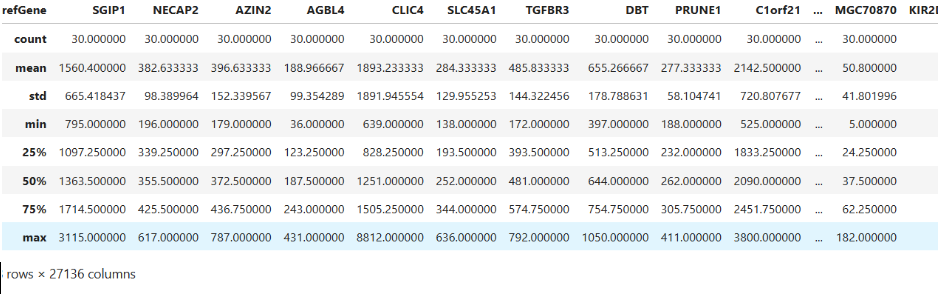 refGene SGIP1 NECAP2 AZIN2 AGBL4 CLIC4 SLC45A1 TGFBR3 DBT PRUNE1 C1orf21 ... MGC70870
count 30.000000 30.000000 30.000000 30.000000 30.000000 30.000000 30.000000 30.000000 30.000000 30.000000 ... 30.000000
mean 1560.400000 382.633333 396.633333 188.966667 1893.233333 284.333333 485.833333 655.266667 277.333333 2142.500000 ... 50.800000
std 665.418437 98.389964 152.339567 99.354289 1891.945554 129.955253 144.322456 178.788631 58.104741 720.807677 ... 41.801996
min 795.000000 196.000000 179.000000 36.000000 639.000000 138.000000 172.000000 397.000000 188.000000 525.000000 ... 5.000000
25% 1097.250000 339.250000 297.250000 123.250000 828.250000 193.500000 393.500000 513.250000 232.000000 1833.250000 ... 24.250000
50% 1363.500000 355.500000 372.500000 187.500000 1251.000000 252.000000 481.000000 644.000000 262.000000 2090.000000 ... 37.500000
75% 1714.500000 425.500000 436.750000 243.000000 1505.250000 344.000000 574.750000 754.750000 305.750000 2451.750000 ... 62.250000
max 3115.000000 617.000000 787.000000 431.000000 8812.000000 636.000000 792.000000 1050.000000 411.000000 3800.000000 ... 182.000000
rows × 27136 columns